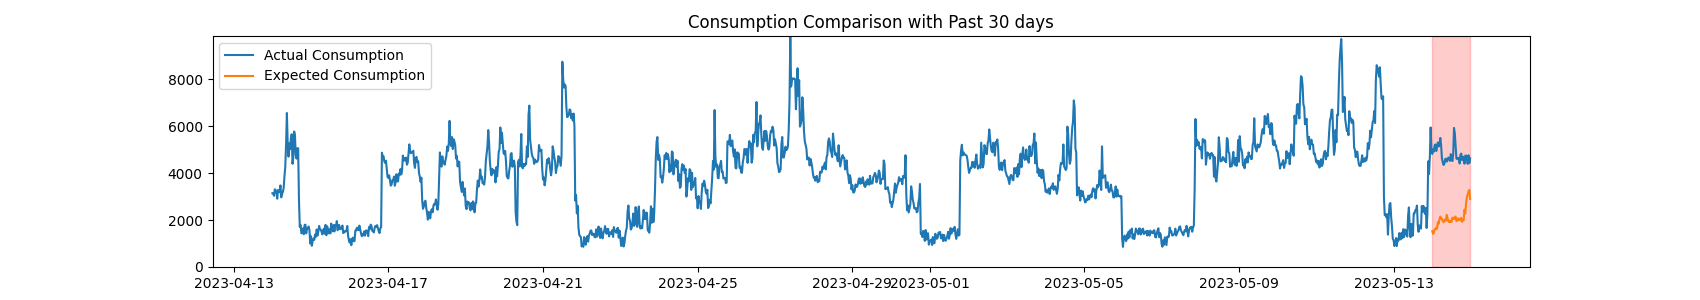 Consumption Comparison with Past 30 days
Actual Consumption
Expected Consumption
8000
6000
4000
2000
0
2023-04-13 2023-04-17 2023-04-21 2023-04-25 2023-04-29 2023-05-01 2023-05-05 2023-05-09 2023-05-13